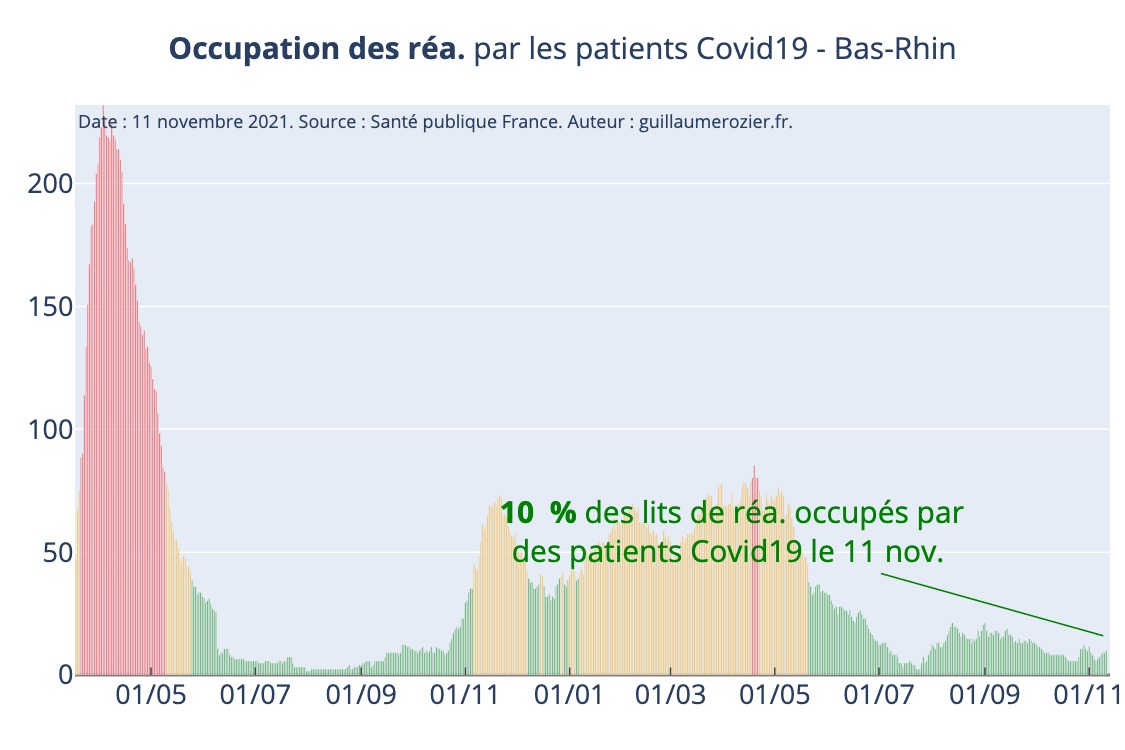 Occupation des réa. par les patients Covid19 - Bas-Rhin
Date : 11 novembre 2021. Source : Santé publique France. Auteur : guillaumerozier.fr.
200
150
100
10 % des lits de réa. occupés par
des patients Covid19 le 11 nov.
50
0
01/05 01/07 01/09 01/11 01/01 01/03 01/05 01/07 01/09 01/11